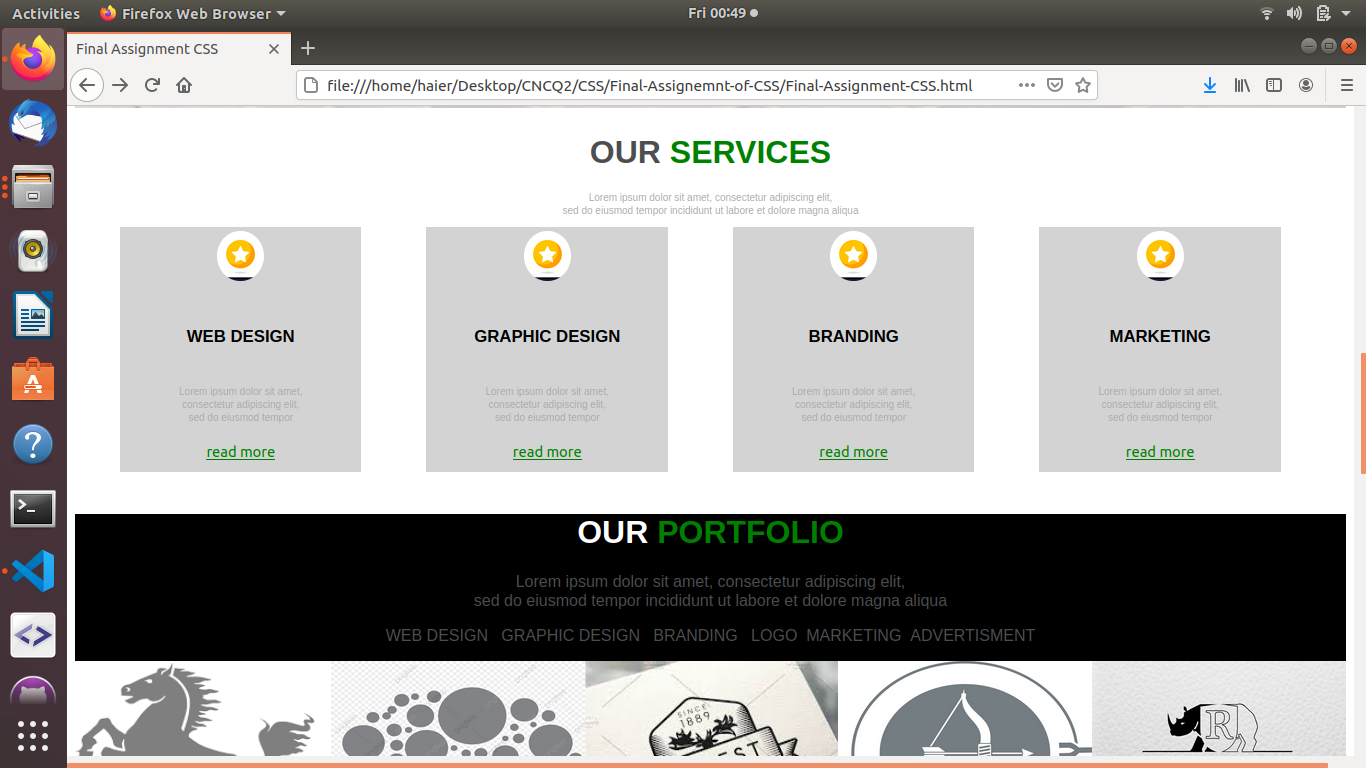 Activities Firefox Web Browser Fri 00:49
Final Assignment CSS
file:///home/haier/Desktop/CNCQ2/CSS/Final-Assignemnt-of-CSS/Final-Assignment-CSS.html
OUR SERVICES
Lorem ipsum dolor sit amet, consectetur adipiscing elit,
sed do eiusmod tempor incididunt ut labore et dolore magna aliqua
WEB DESIGN
Lorem ipsum dolor sit amet,
consectetur adipiscing elit,
sed do eiusmod tempor
read more
GRAPHIC DESIGN
Lorem ipsum dolor sit amet,
consectetur adipiscing elit,
sed do eiusmod tempor
read more
BRANDING
Lorem ipsum dolor sit amet,
consectetur adipiscing elit,
sed do eiusmod tempor
read more
MARKETING
Lorem ipsum dolor sit amet,
consectetur adipiscing elit,
sed do eiusmod tempor
read more
OUR PORTFOLIO
Lorem ipsum dolor sit amet, consectetur adipiscing elit,
sed do eiusmod tempor incididunt ut labore et dolore magna aliqua
WEB DESIGN GRAPHIC DESIGN BRANDING LOGO MARKETING ADVERTISMENT
SINCE
1889
R